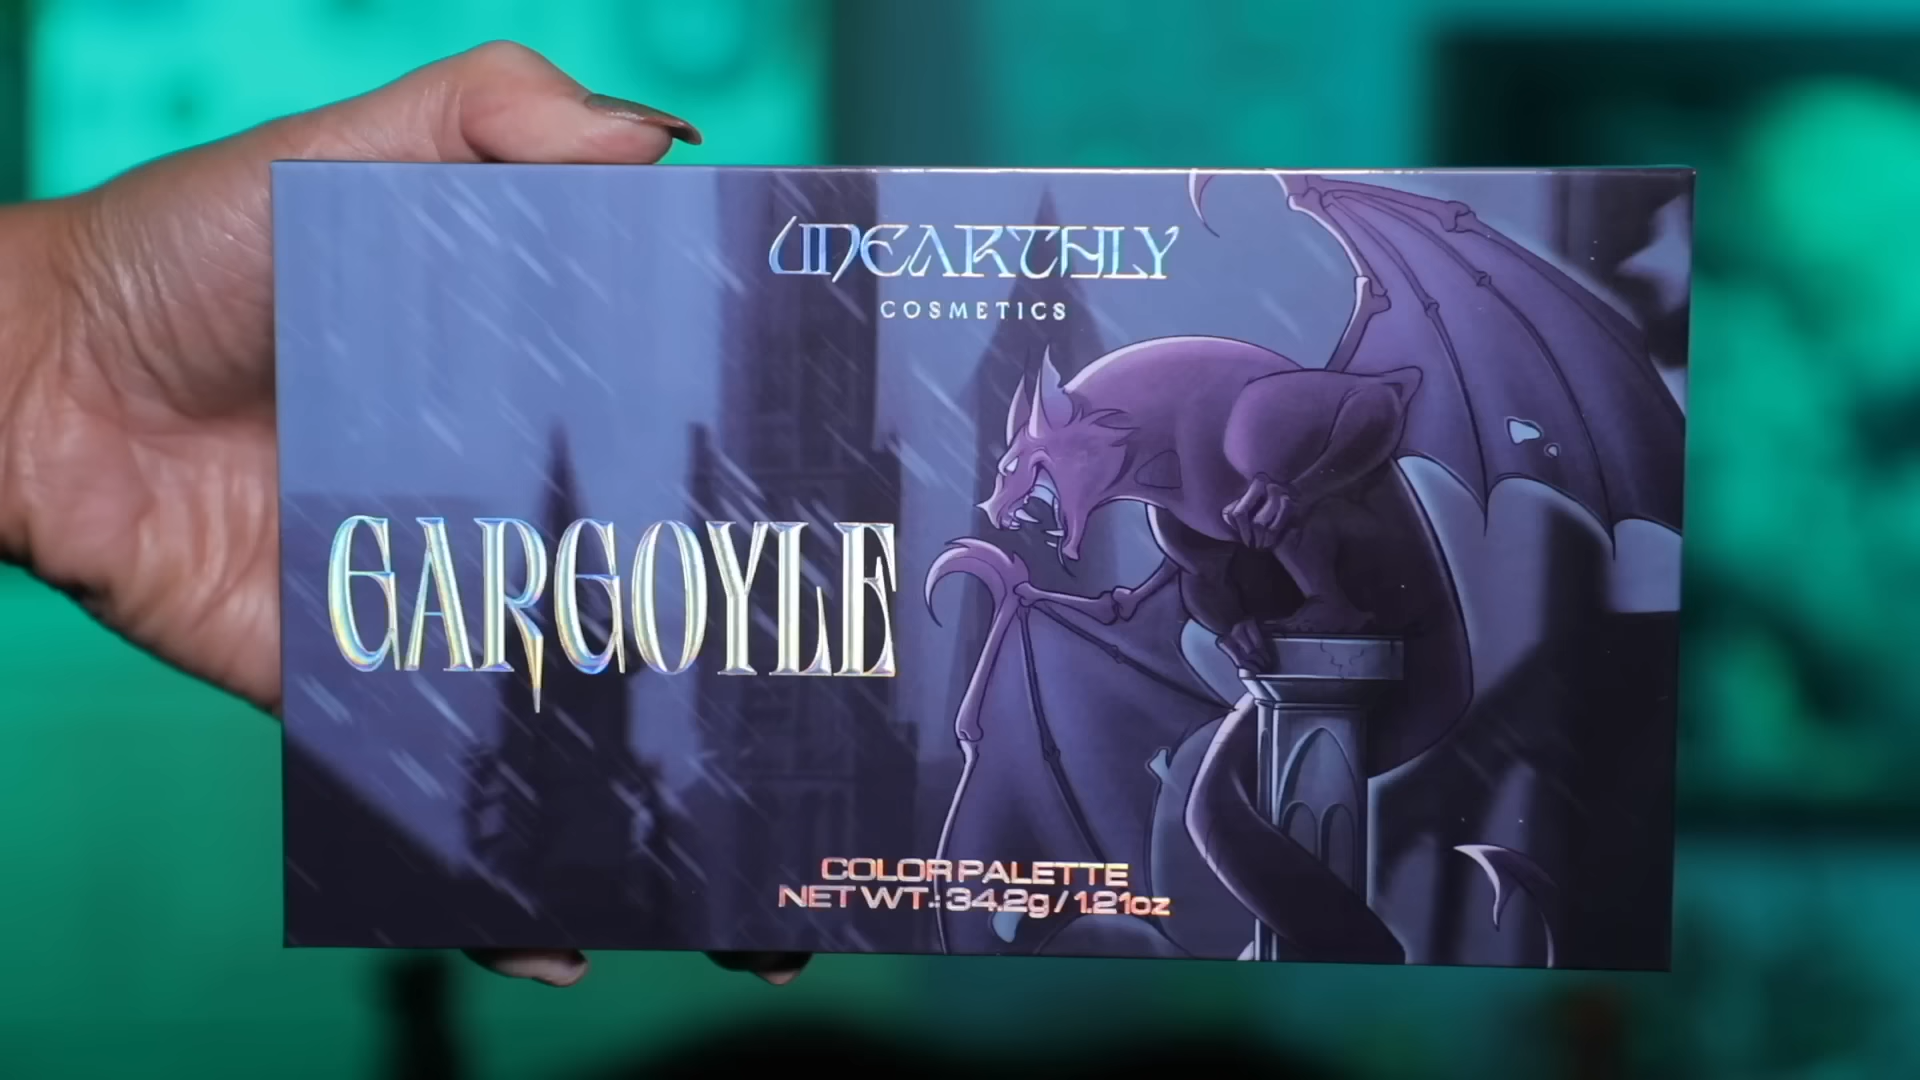 UNEARTHLY
COSMETICS
GARGOYLE
COLOR PALETTE
NET WT.: 34.2g / 1.21oz